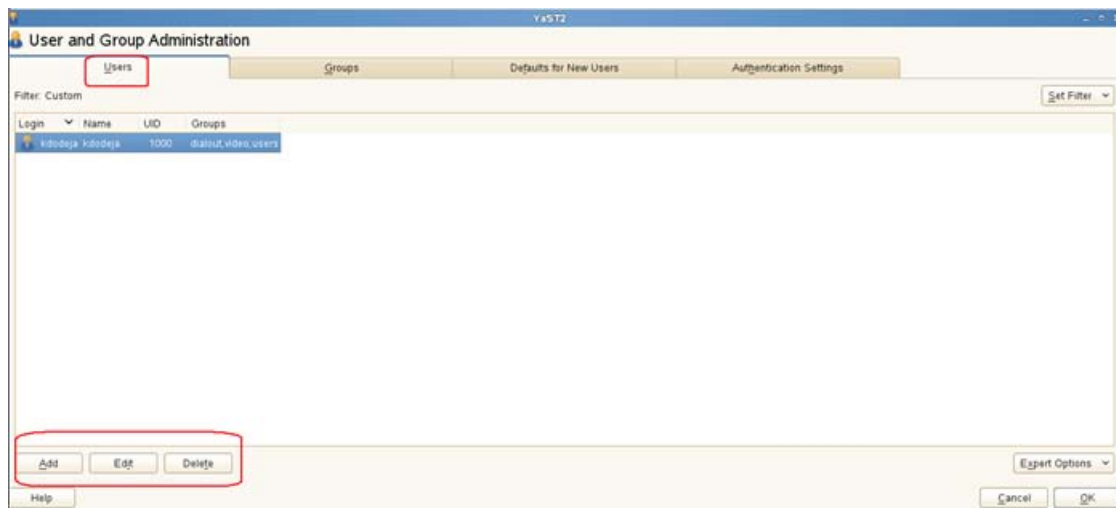 YaST2
User and Group Administration
Users Groups Defaults for New Users Authentication Settings
Filter: Custom Set Filter
Login Name UID Groups
kdodeja kdodeja 1000 dialout,video,users
Add Edit Delete Expert Options
Help Cancel OK